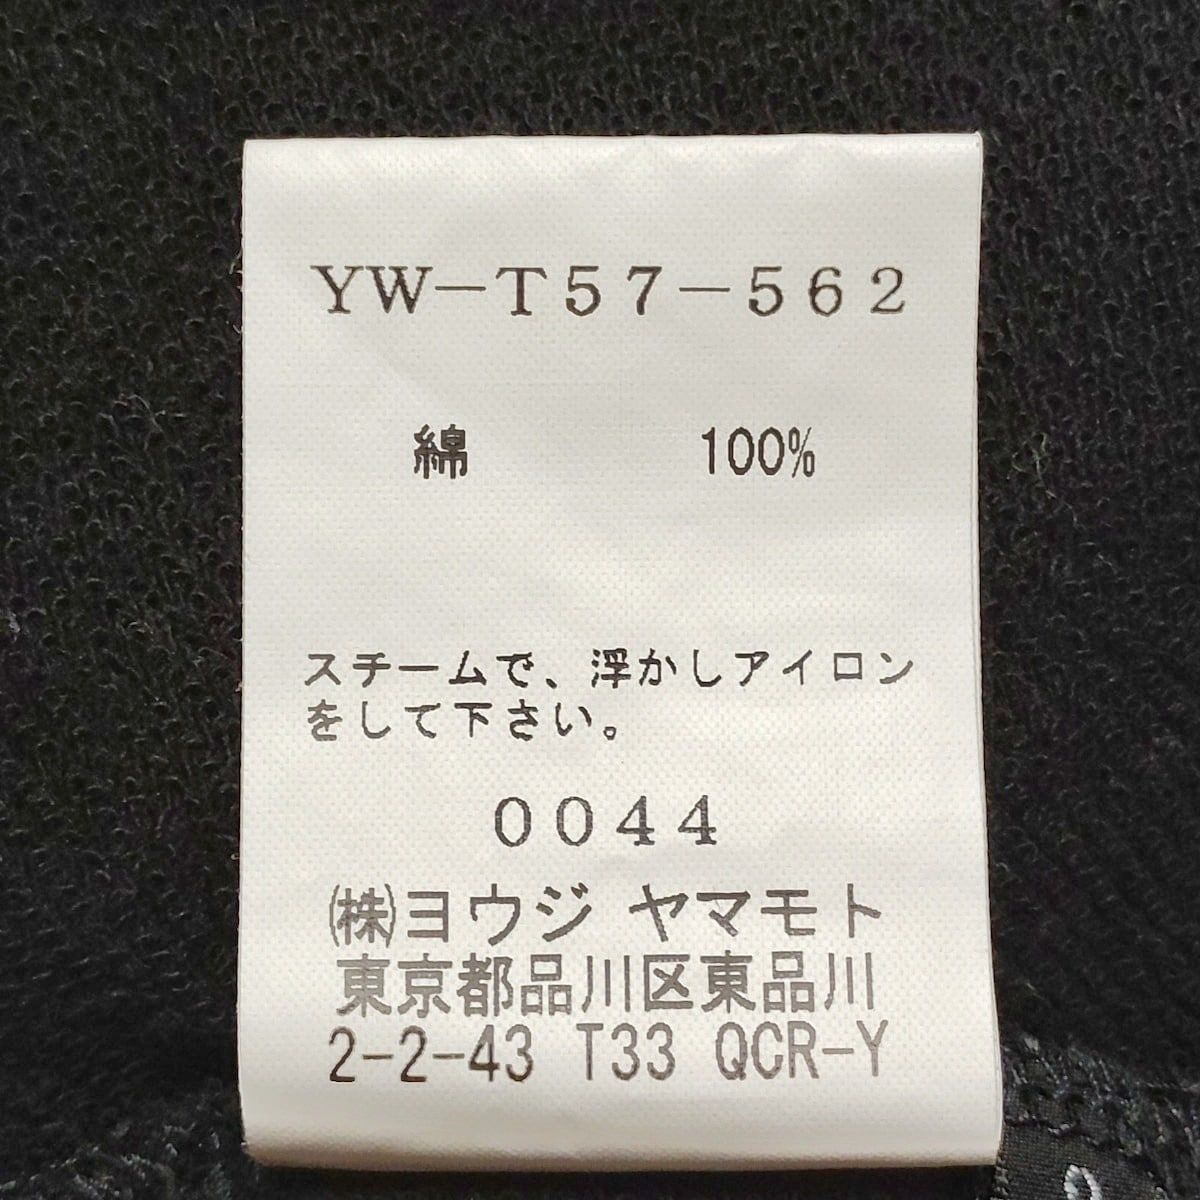 YW－T57－562
綿 100%
スチームで、浮かしアイロン
をして下さい。
0044
㈱ヨウジ ヤマモト
東京都品川区東品川
2-2-43 T33 QCR-Y